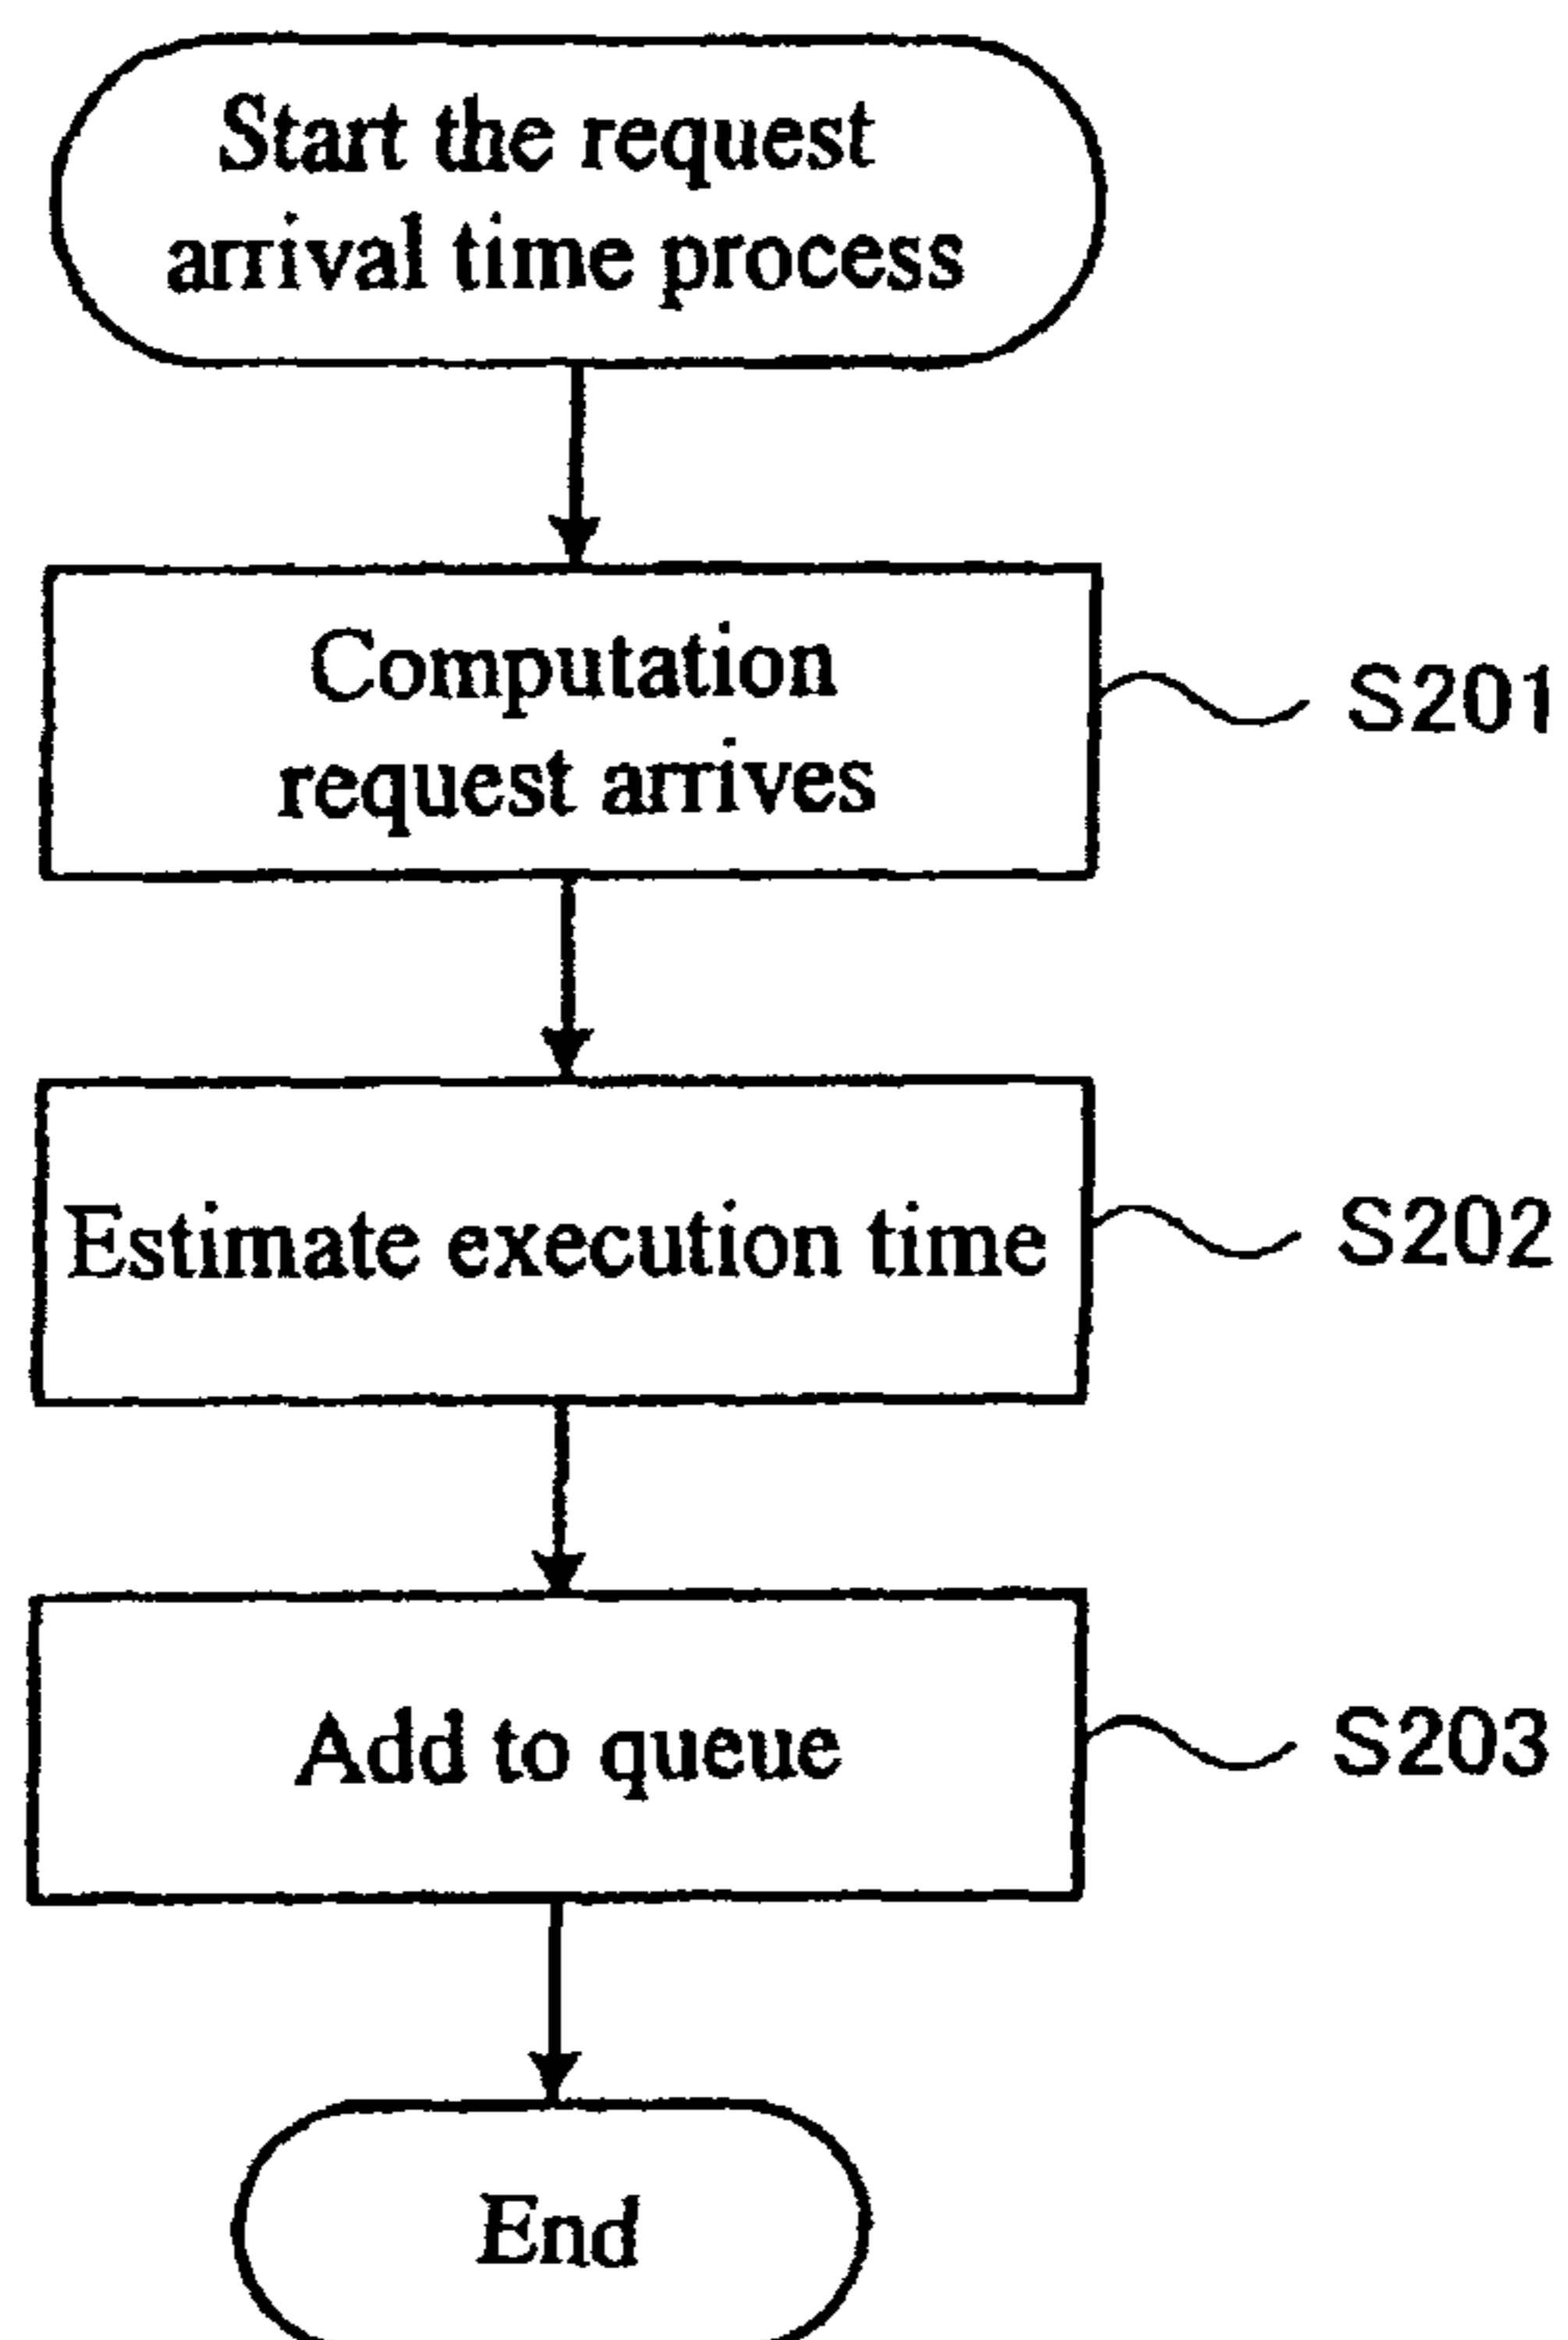 Start the request
arrival time process
Computation
request arrives
S201
Estimate execution time
S202
Add to queue
S203
End